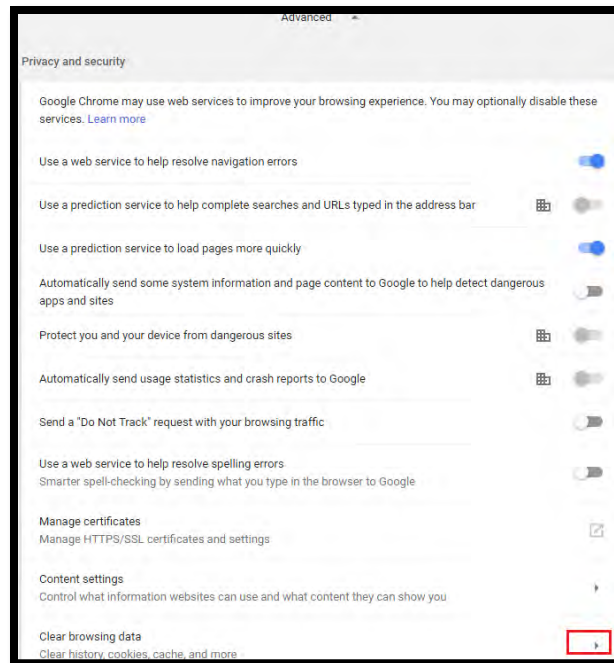 Advanced
Privacy and security
Google Chrome may use web services to improve your browsing experience. You may optionally disable these
services. Learn more
Use a web service to help resolve navigation errors
Use a prediction service to help complete searches and URLs typed in the address bar
Use a prediction service to load pages more quickly
Automatically send some system information and page content to Google to help detect dangerous
apps and sites
Protect you and your device from dangerous sites
Automatically send usage statistics and crash reports to Google
Send a "Do Not Track" request with your browsing traffic
Use a web service to help resolve spelling errors
Smarter spell-checking by sending what you type in the browser to Google
Manage certificates
Manage HTTPS/SSL certificates and settings
Content settings
Control what information websites can use and what content they can show you
Clear browsing data
Clear history, cookies, cache, and more